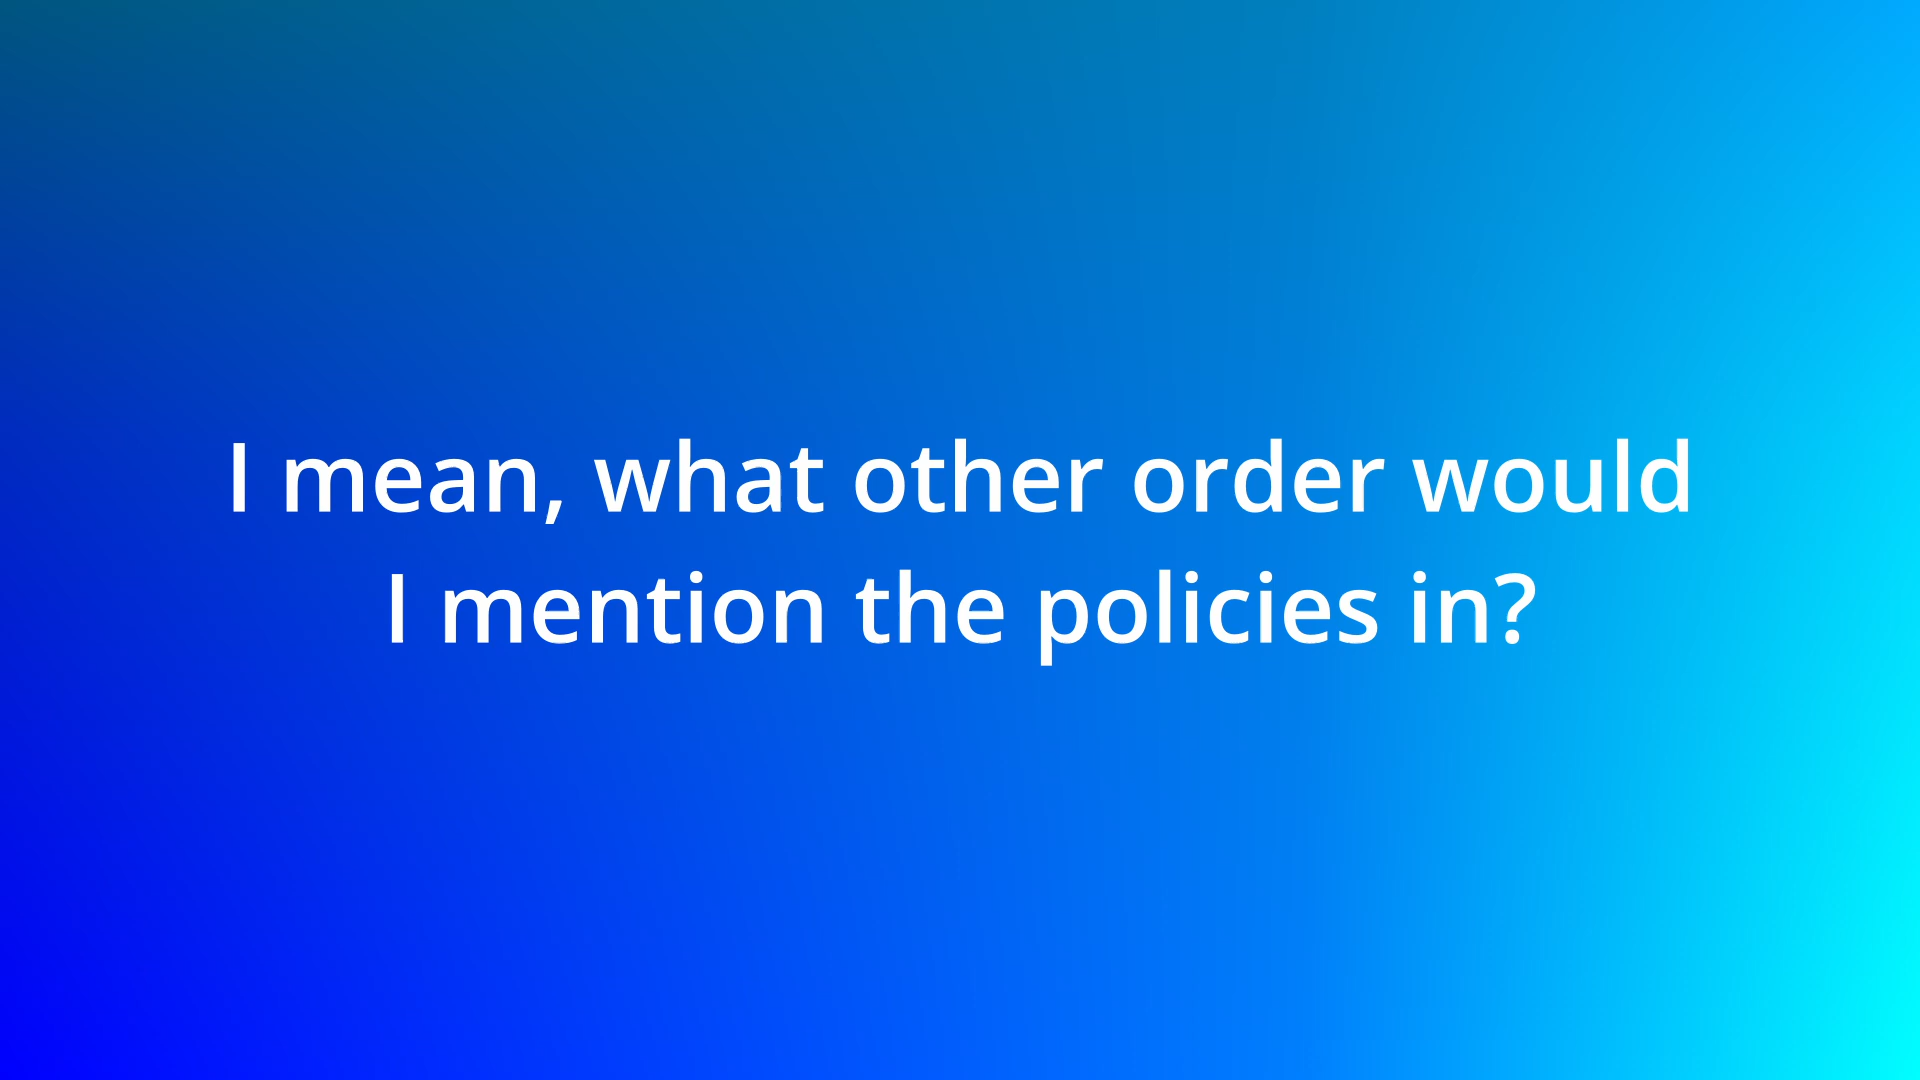 I mean, what other order would
I mention the policies in?